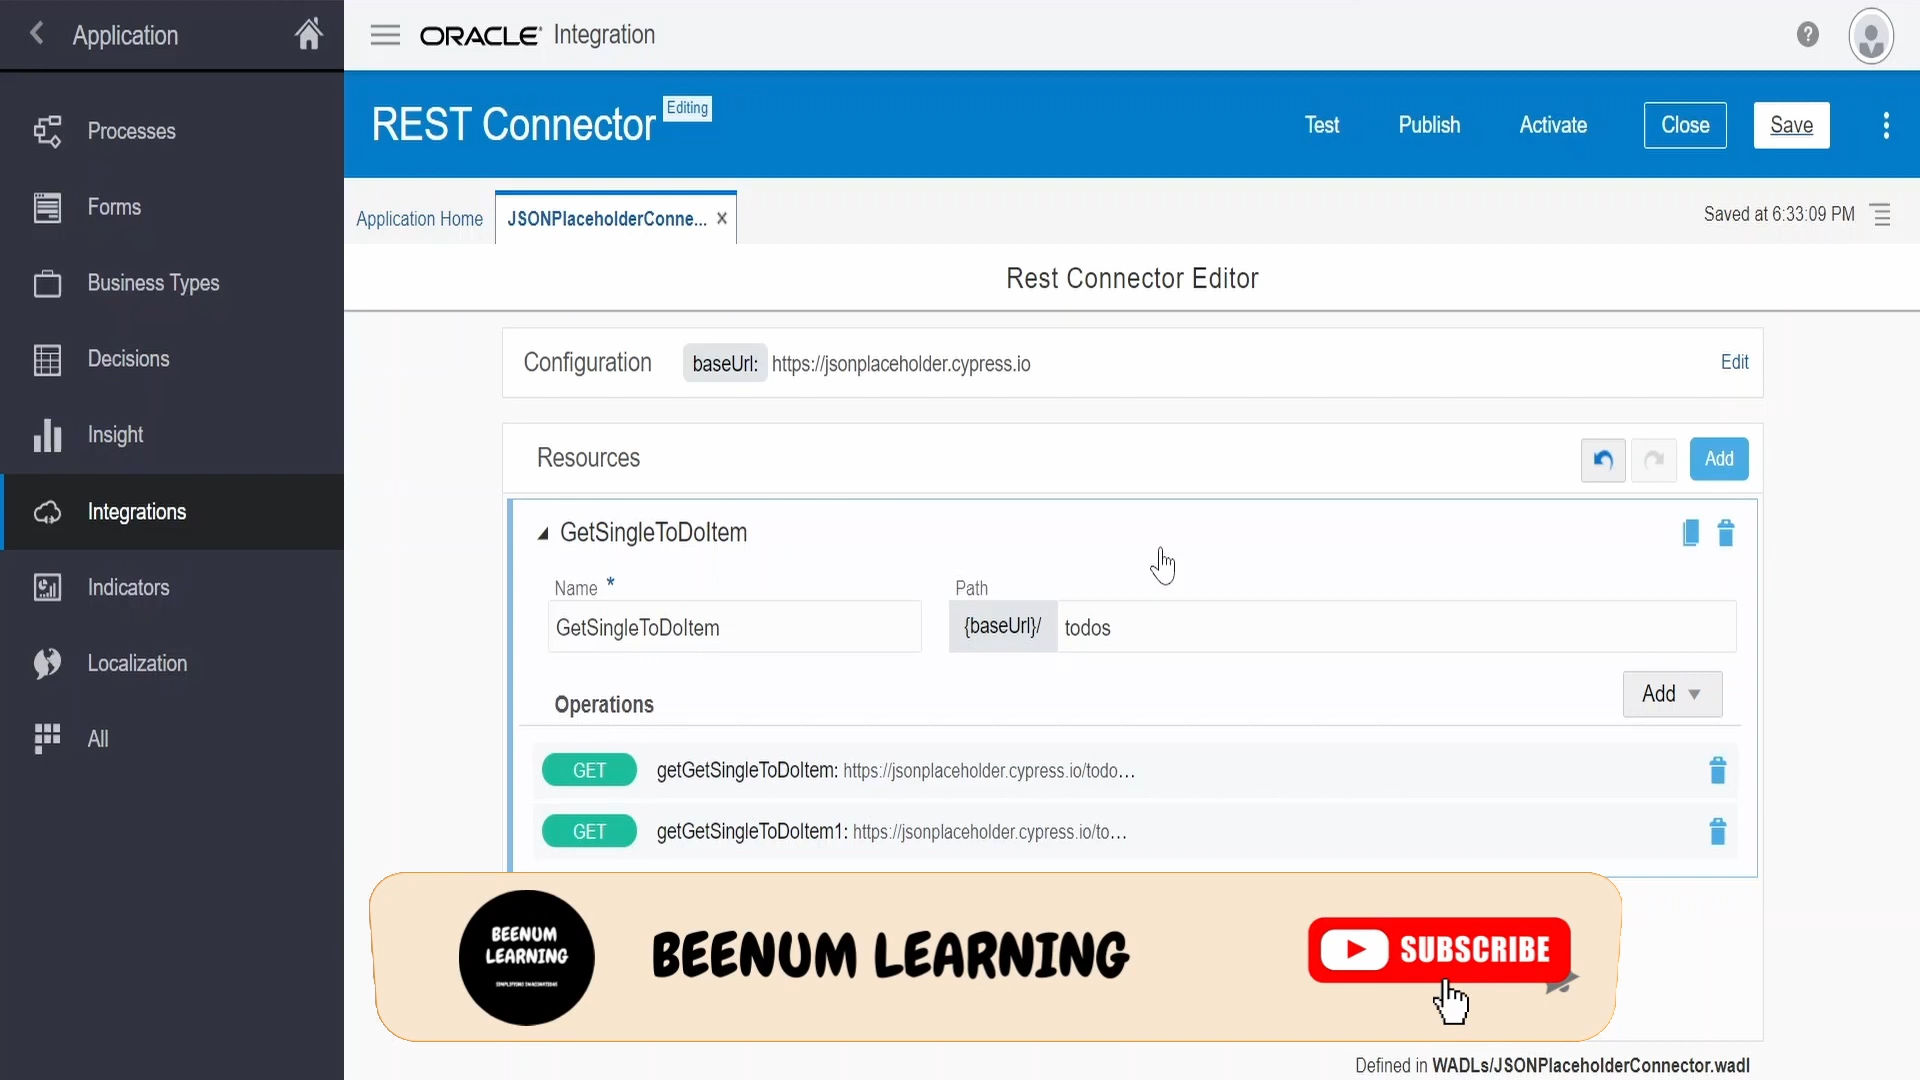 Application
ORACLE Integration
?
REST Connector Editing
Test Publish Activate Close Save
Processes
Forms
Business Types
Decisions
Insight
Integrations
Indicators
Localization
All
Application Home JSONPlaceholderConne... ×
Saved at 6:33:09 PM
Rest Connector Editor
Configuration baseUrl: https://jsonplaceholder.cypress.io Edit
Resources Add
GetSingleToDoItem
Name * Path
GetSingleToDoItem {baseUrl}/ todos
Operations Add
GET getGetSingleToDoItem: https://jsonplaceholder.cypress.io/todo...
GET getGetSingleToDoItem1: https://jsonplaceholder.cypress.io/to...
BEENUM
LEARNING
BEENUM LEARNING
SUBSCRIBE
Defined in WADLs/JSONPlaceholderConnector.wadl